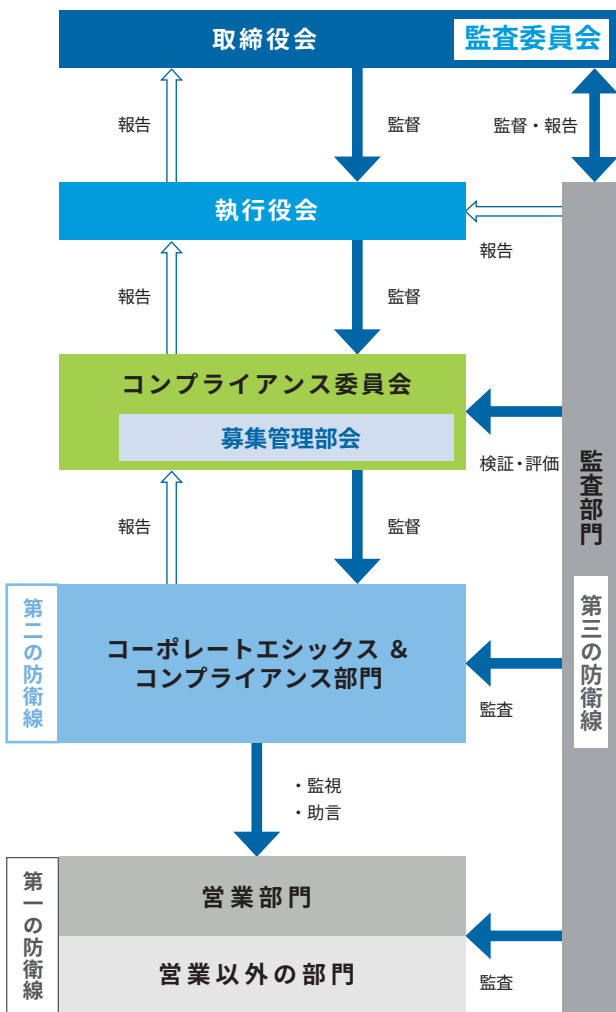 取締役会
監査委員会
報告
監督
監督・報告
執行役会
報告
報告
監督
コンプライアンス委員会
募集管理部会
検証・評価
監査部門
報告
監督
第二の防衛線
コーポレートエシックス &
コンプライアンス部門
第三の防衛線
監査
・監視
・助言
第一の防衛線
営業部門
営業以外の部門
監査